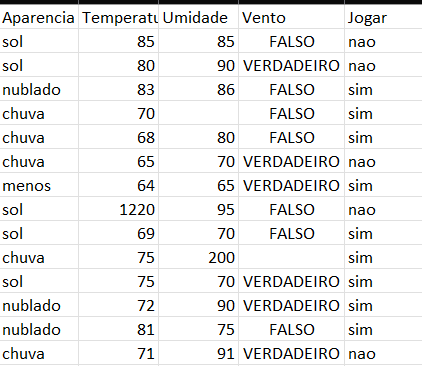 Aparencia Temperatu Umidade Vento Jogar
sol 85 85 FALSO nao
sol 80 90 VERDADEIRO nao
nublado 83 86 FALSO sim
chuva 70 FALSO sim
chuva 68 80 FALSO sim
chuva 65 70 VERDADEIRO nao
menos 64 65 VERDADEIRO sim
sol 1220 95 FALSO nao
sol 69 70 FALSO sim
chuva 75 200 sim
sol 75 70 VERDADEIRO sim
nublado 72 90 VERDADEIRO sim
nublado 81 75 FALSO sim
chuva 71 91 VERDADEIRO nao